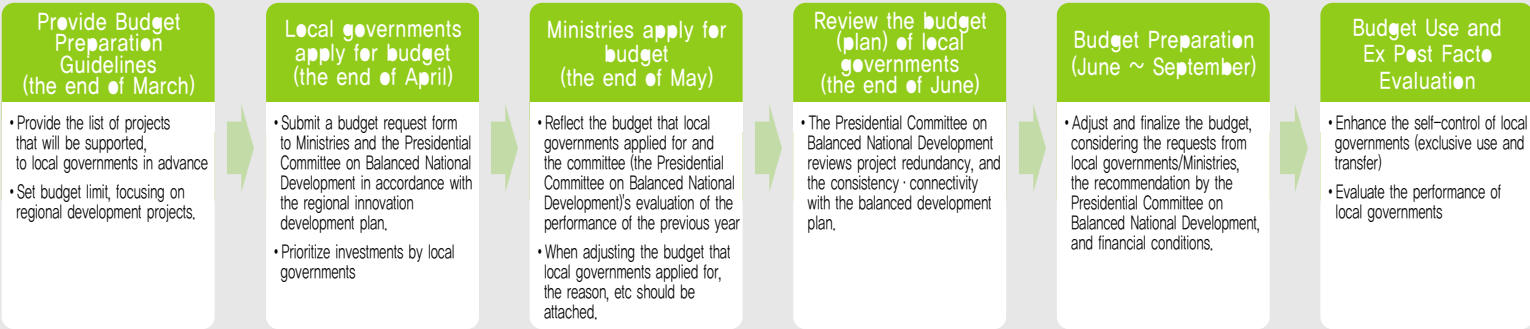 Provide Budget
Preparation
Guidelines
(the end of March)
• Provide the list of projects
that will be supported,
to local governments in advance
• Set budget limit, focusing on
regional development projects.
Local governments
apply for budget
(the end of April)
• Submit a budget request form
to Ministries and the Presidential
Committee on Balanced National
Development in accordance with
the regional innovation
development plan.
• Prioritize investments by local
governments
Ministries apply for
budget
(the end of May)
• Reflect the budget that local
governments applied for and
the committee (the Presidential
Committee on Balanced National
Development)'s evaluation of the
performance of the previous year
• When adjusting the budget that
local governments applied for,
the reason, etc should be
attached.
Review the budget
(plan) of local
governments
(the end of June)
• The Presidential Committee on
Balanced National Development
reviews project redundancy, and
the consistency · connectivity
with the balanced development
plan.
Budget Preparation
(June ~ September)
• Adjust and finalize the budget,
considering the requests from
local governments/Ministries,
the recommendation by the
Presidential Committee on
Balanced National Development,
and financial conditions.
Budget Use and
Ex Post Facto
Evaluation
• Enhance the self-control of local
governments (exclusive use and
transfer)
• Evaluate the performance of
local governments